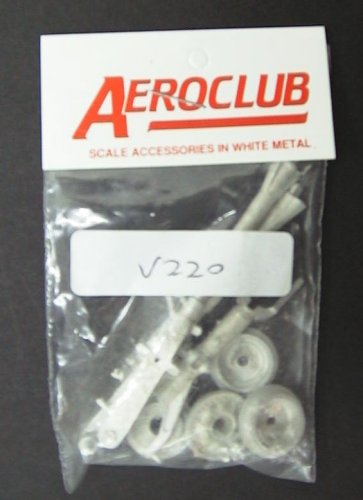 AEROCLUB
SCALE ACCESSORIES IN WHITE METAL
V220